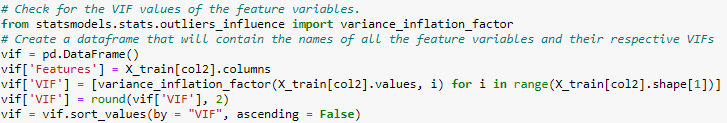 # Check for the VIF values of the feature variables.
from statsmodels.stats.outliers_influence import variance_inflation_factor
# Create a dataframe that will contain the names of all the feature variables and their respective VIFs
vif = pd.DataFrame()
vif['Features'] = X_train[col2].columns
vif['VIF'] = [variance_inflation_factor(X_train[col2].values, i) for i in range(X_train[col2].shape[1])]
vif['VIF'] = round(vif['VIF'], 2)
vif = vif.sort_values(by = "VIF", ascending = False)